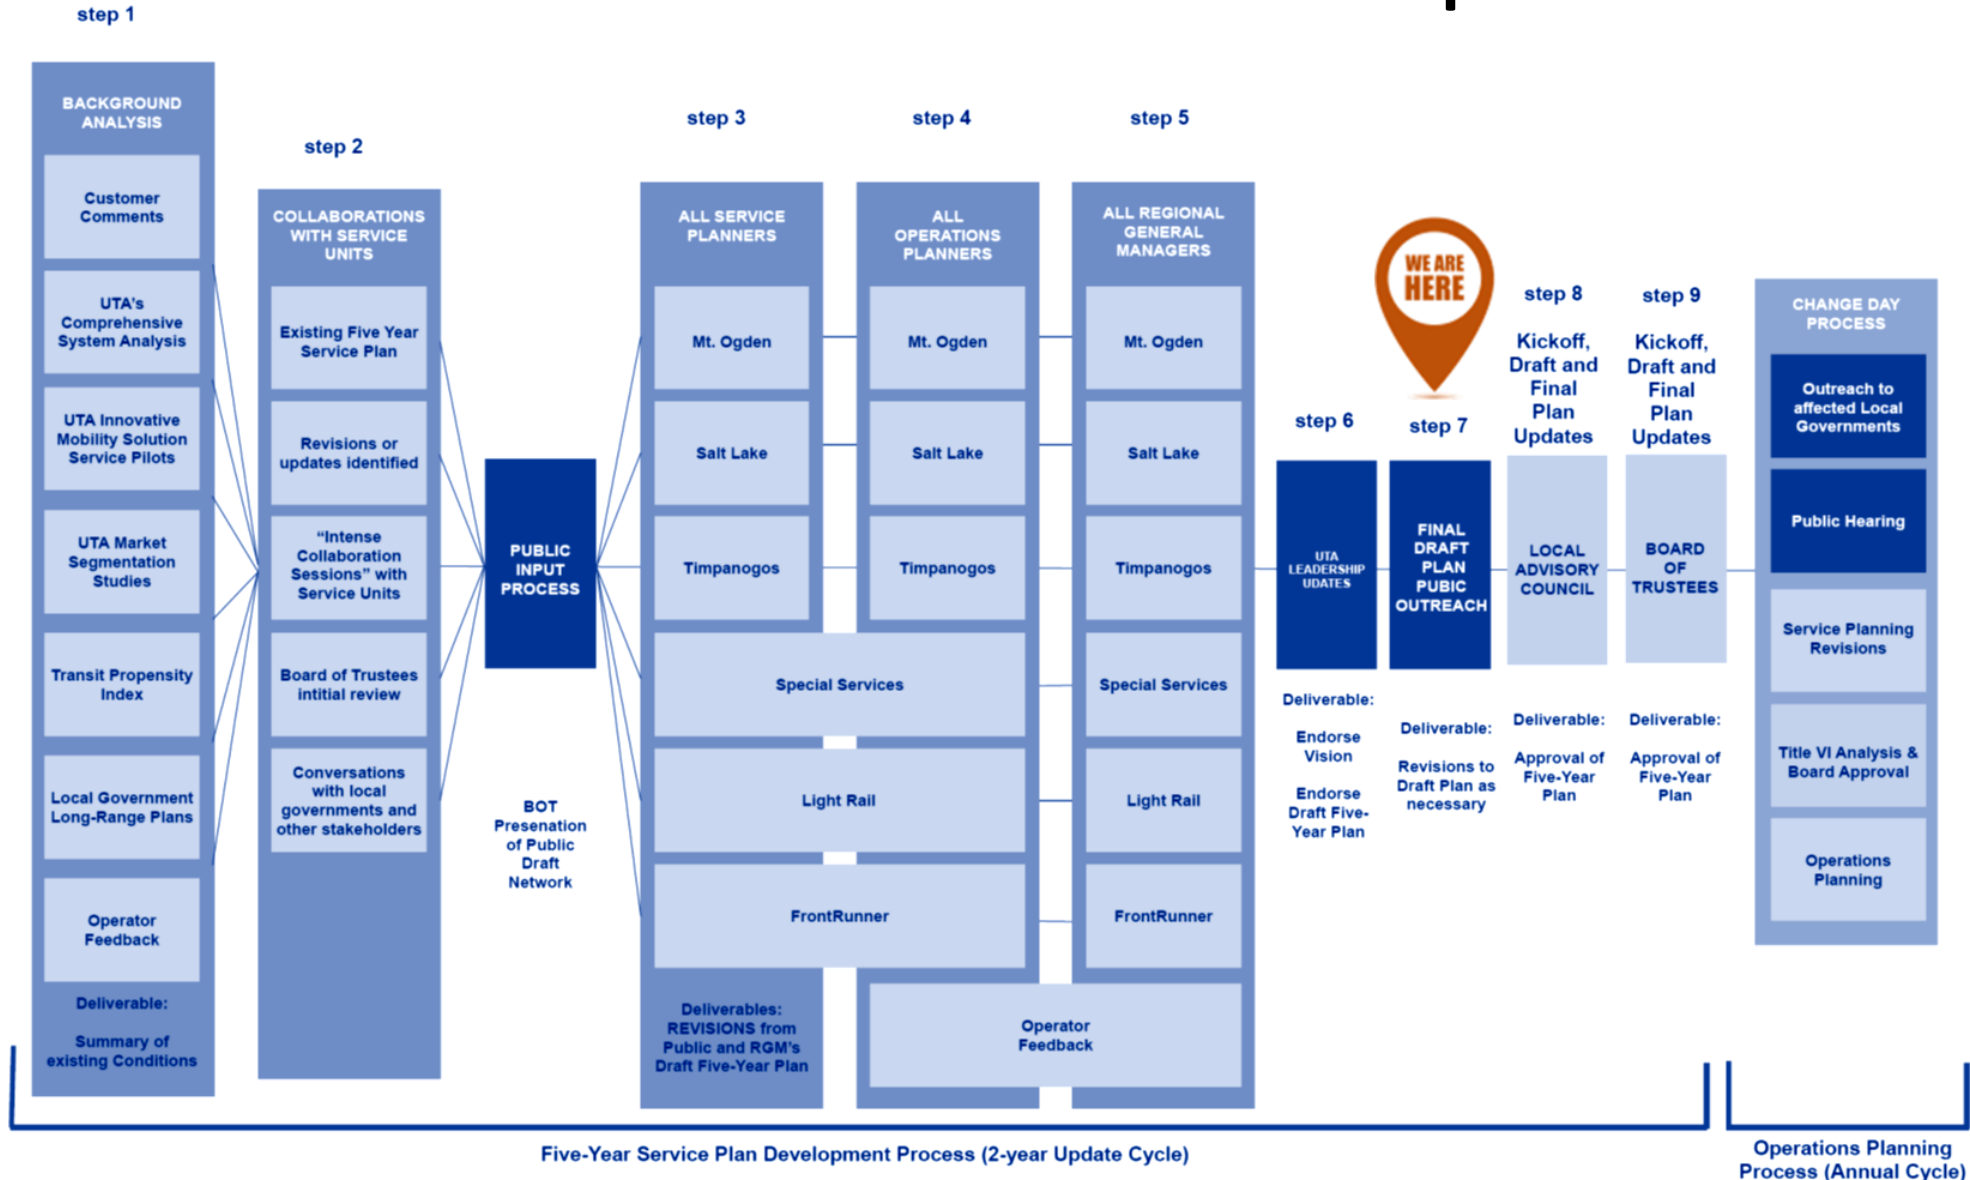 step 1
BACKGROUND
ANALYSIS
Customer
Comments
UTA's
Comprehensive
System Analysis
UTA Innovative
Mobility Solution
Service Pilots
UTA Market
Segmentation
Studies
Transit Propensity
Index
Local Government
Long-Range Plans
Operator
Feedback
Deliverable:
Summary of
existing Conditions
step 2
COLLABORATIONS
WITH SERVICE
UNITS
Existing Five Year
Service Plan
Revisions or
updates identified
“Intense
Collaboration
Sessions” with
Service Units
Board of Trustees
intitial review
Conversations
with local
governments and
other stakeholders
PUBLIC
INPUT
PROCESS
BOT
Presenation
of Public
Draft
Network
step 3
ALL SERVICE
PLANNERS
Mt. Ogden
Salt Lake
Timpanogos
step 4
ALL
OPERATIONS
PLANNERS
Mt. Ogden
Salt Lake
Timpanogos
Special Services
Light Rail
FrontRunner
Deliverables:
REVISIONS from
Public and RGM's
Draft Five-Year Plan
step 5
ALL REGIONAL
GENERAL
MANAGERS
Mt. Ogden
Salt Lake
Timpanogos
Special Services
Light Rail
FrontRunner
Operator
Feedback
step 6
UTA
LEADERSHIP
UDATES
Deliverable:
Endorse
Vision
Endorse
Draft Five-
Year Plan
WE ARE
HERE
step 7
FINAL
DRAFT
PLAN
PUBIC
OUTREACH
Deliverable:
Revisions to
Draft Plan as
necessary
step 8
Kickoff,
Draft and
Final
Plan
Updates
LOCAL
ADVISORY
COUNCIL
Deliverable:
Approval of
Five-Year
Plan
step 9
Kickoff,
Draft and
Final
Plan
Updates
BOARD
OF
TRUSTEES
Deliverable:
Approval of
Five-Year
Plan
CHANGE DAY
PROCESS
Outreach to
affected Local
Governments
Public Hearing
Service Planning
Revisions
Title VI Analysis &
Board Approval
Operations
Planning
Five-Year Service Plan Development Process (2-year Update Cycle)
Operations Planning
Process (Annual Cycle)